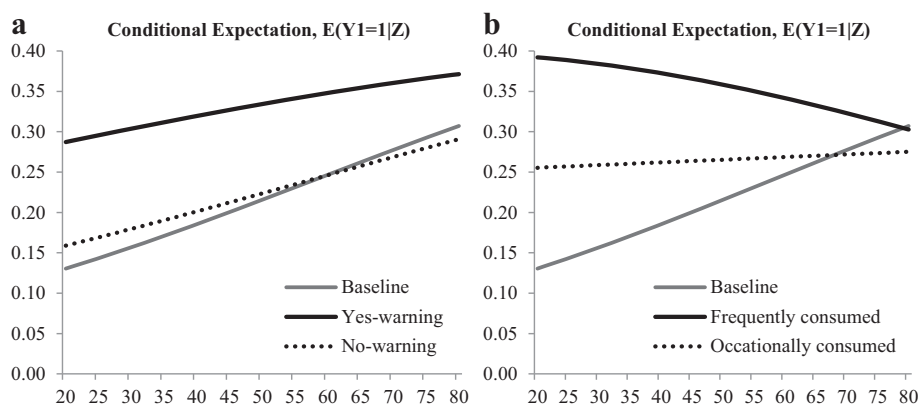 a
Conditional Expectation, E(Y1=1|Z)
0.40
0.35
0.30
0.25
0.20
0.15
0.10
0.05
0.00
Baseline
Yes-warning
No-warning
20 25 30 35 40 45 50 55 60 65 70 75 80
b
Conditional Expectation, E(Y1=1|Z)
0.40
0.35
0.30
0.25
0.20
0.15
0.10
0.05
0.00
Baseline
Frequently consumed
Occationally consumed
20 25 30 35 40 45 50 55 60 65 70 75 80